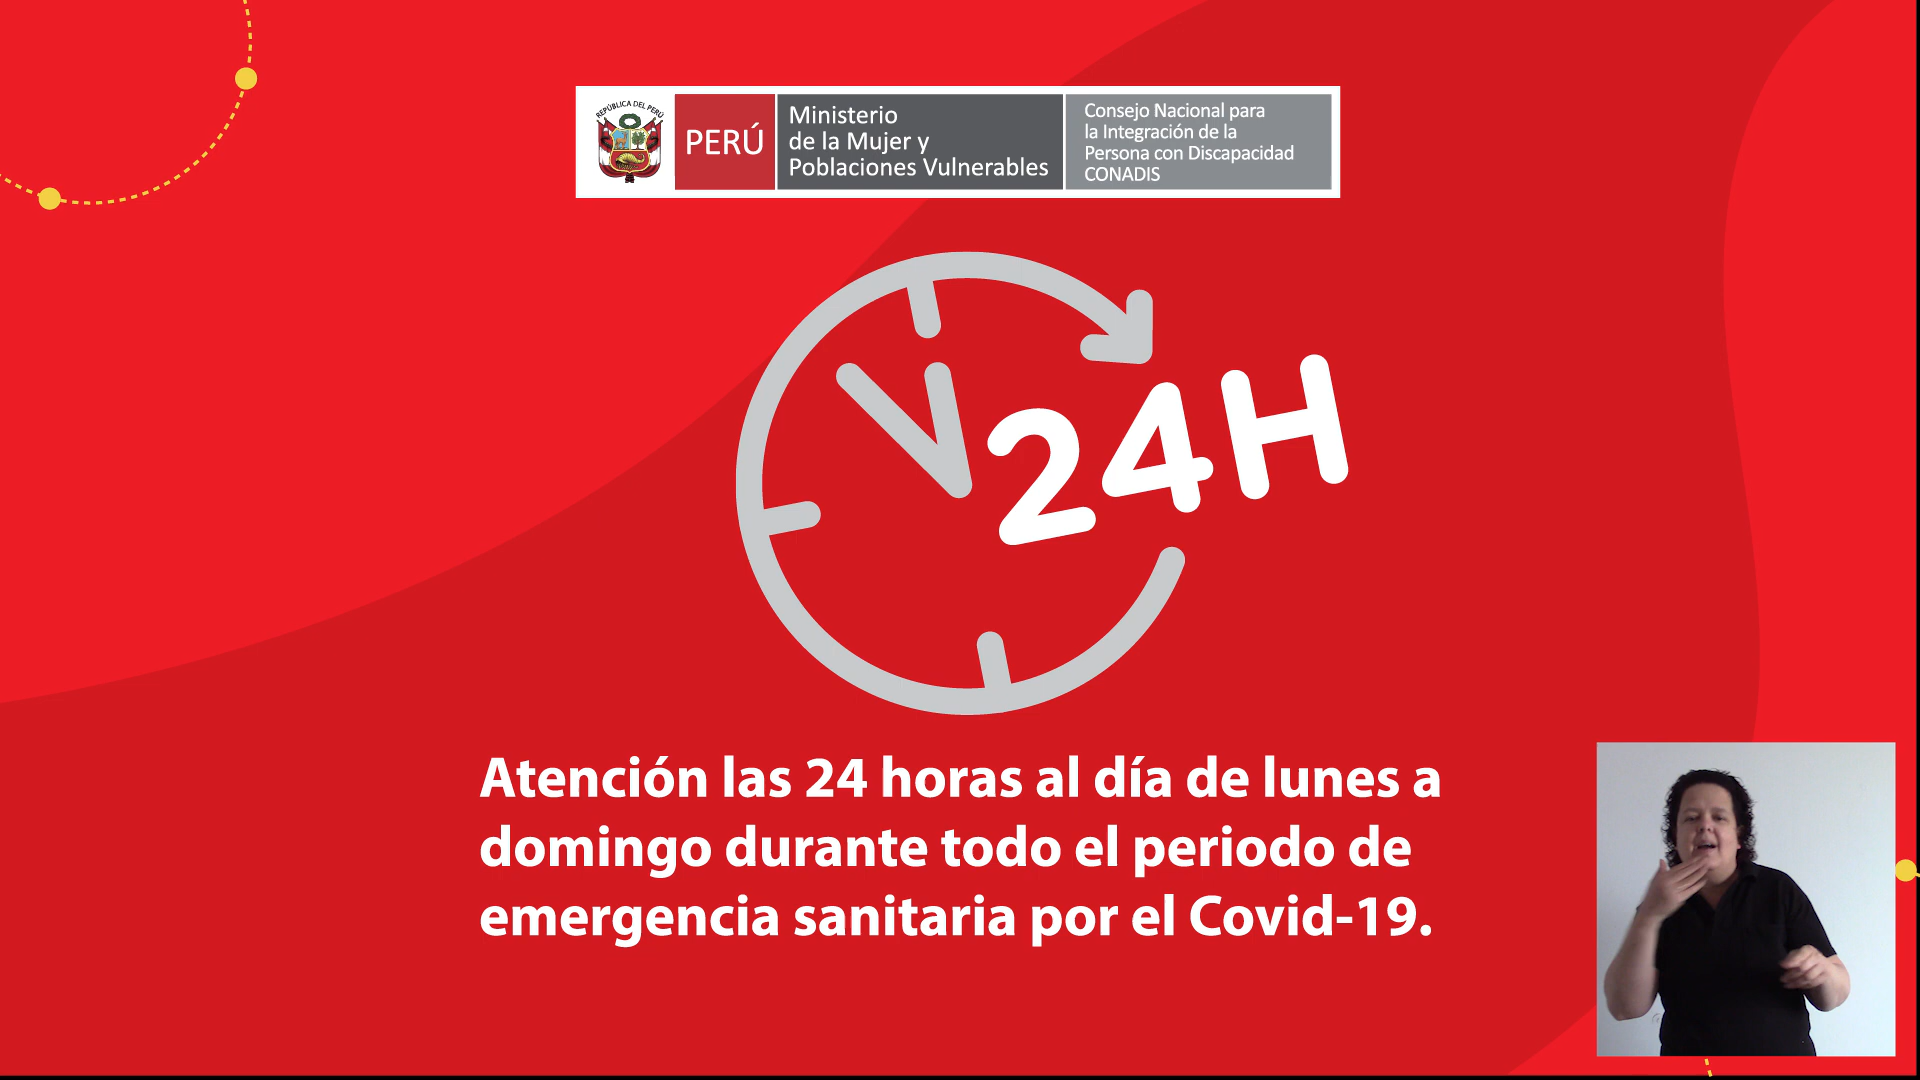 REPÚBLICA DEL PERÚ
PERÚ
Ministerio
de la Mujer y
Poblaciones Vulnerables
Consejo Nacional para
la Integración de la
Persona con Discapacidad
CONADIS
24H
Atención las 24 horas al día de lunes a
domingo durante todo el periodo de
emergencia sanitaria por el Covid-19.